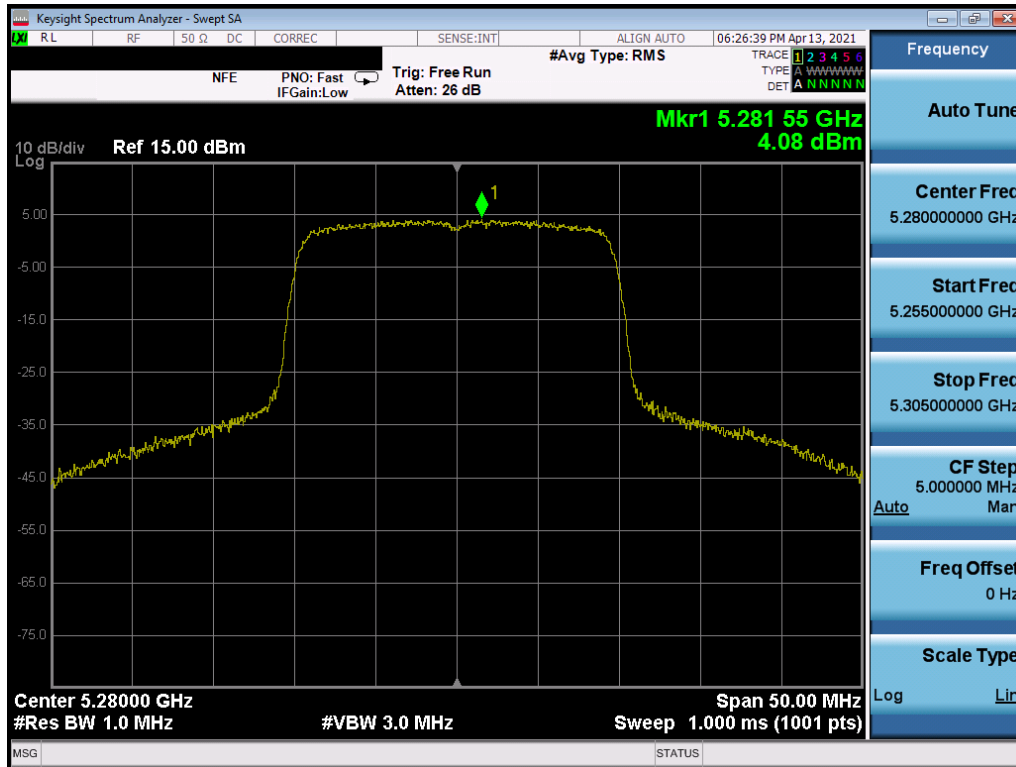 Keysight Spectrum Analyzer - Swept SA
LXI RL RF 50 Ω DC CORREC SENSE:INT ALIGN AUTO 06:26:39 PM Apr 13, 2021
NFE PNO: Fast Trig: Free Run #Avg Type: RMS TRACE 1 2 3 4 5 6
IFGain:Low Atten: 26 dB TYPE A WWWWW
DET A N N N N N
Mkr1 5.281 55 GHz
4.08 dBm
10 dB/div Ref 15.00 dBm
Log
1
5.00
-5.00
-15.0
-25.0
-35.0
-45.0
-55.0
-65.0
-75.0
Center 5.28000 GHz Span 50.00 MHz
#Res BW 1.0 MHz #VBW 3.0 MHz Sweep 1.000 ms (1001 pts)
MSG STATUS
Frequency
Auto Tune
Center Freq
5.280000000 GHz
Start Freq
5.255000000 GHz
Stop Freq
5.305000000 GHz
CF Step
5.000000 MHz
Auto Man
Freq Offset
0 Hz
Scale Type
Log Lin